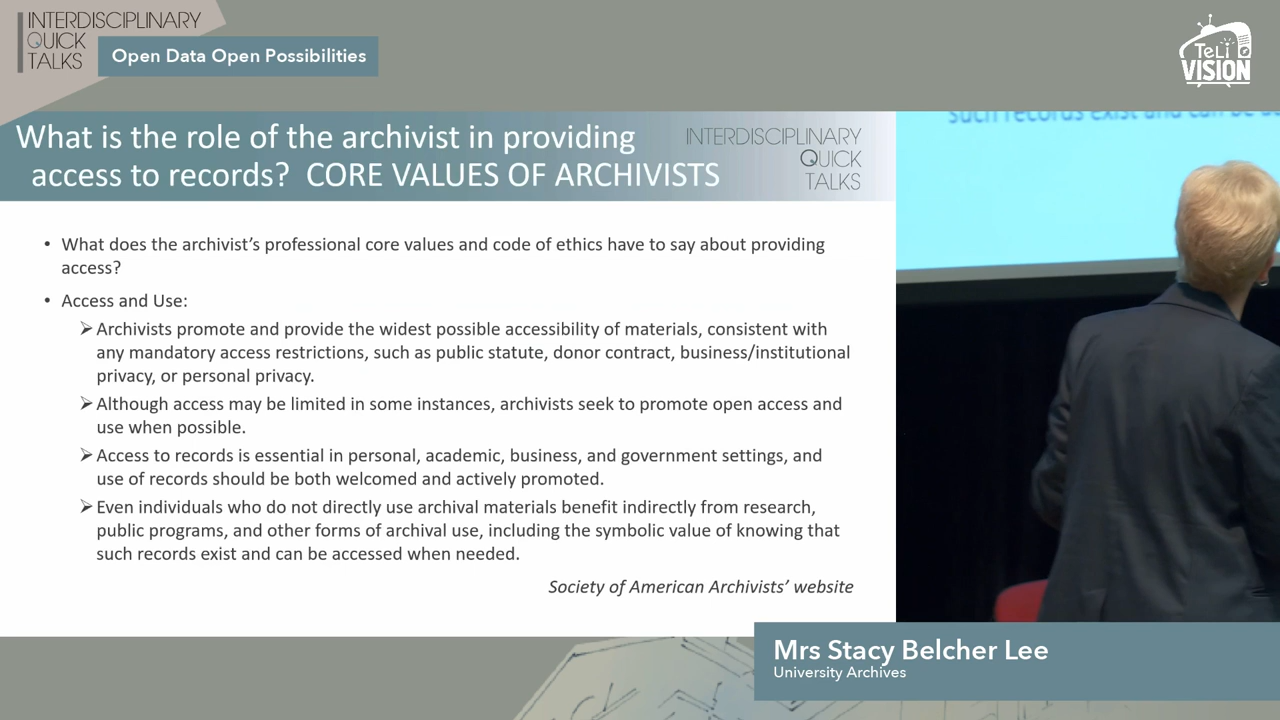 INTERDISCIPLINARY
QUICK
TALKS
Open Data Open Possibilities
TeLi
VISION
What is the role of the archivist in providing
access to records? CORE VALUES OF ARCHIVISTS
INTERDISCIPLINARY
QUICK
TALKS
• What does the archivist's professional core values and code of ethics have to say about providing
access?
• Access and Use:
➢ Archivists promote and provide the widest possible accessibility of materials, consistent with
any mandatory access restrictions, such as public statute, donor contract, business/institutional
privacy, or personal privacy.
➢ Although access may be limited in some instances, archivists seek to promote open access and
use when possible.
➢ Access to records is essential in personal, academic, business, and government settings, and
use of records should be both welcomed and actively promoted.
➢ Even individuals who do not directly use archival materials benefit indirectly from research,
public programs, and other forms of archival use, including the symbolic value of knowing that
such records exist and can be accessed when needed.
Society of American Archivists' website
such records exist and can be
Mrs Stacy Belcher Lee
University Archives